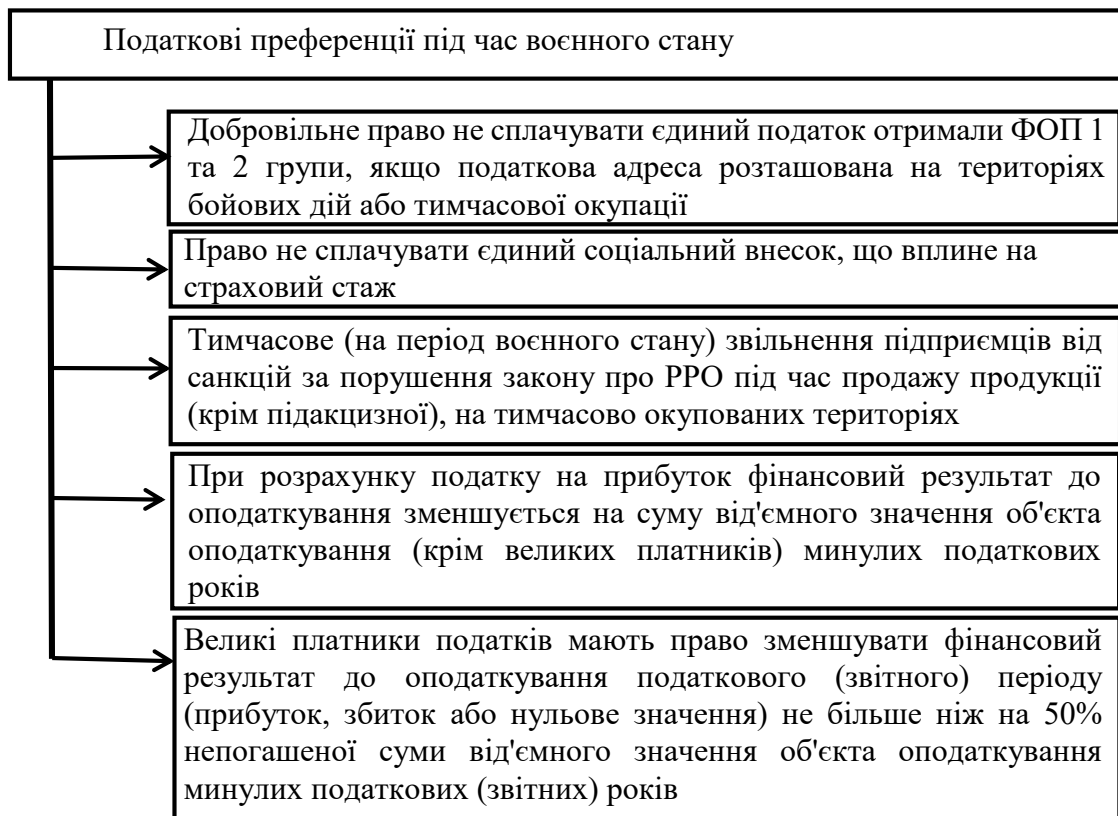 Податкові преференції під час воєнного стану
Добровільне право не сплачувати єдиний податок отримали ФОП 1
та 2 групи, якщо податкова адреса розташована на територіях
бойових дій або тимчасової окупації
Право не сплачувати єдиний соціальний внесок, що вплине на
страховий стаж
Тимчасове (на період воєнного стану) звільнення підприємців від
санкцій за порушення закону про РРО під час продажу продукції
(крім підакцизної), на тимчасово окупованих територіях
При розрахунку податку на прибуток фінансовий результат до
оподаткування зменшується на суму від'ємного значення об'єкта
оподаткування (крім великих платників) минулих податкових
років
Великі платники податків мають право зменшувати фінансовий
результат до оподаткування податкового (звітного) періоду
(прибуток, збиток або нульове значення) не більше ніж на 50%
непогашеної суми від'ємного значення об'єкта оподаткування
минулих податкових (звітних) років